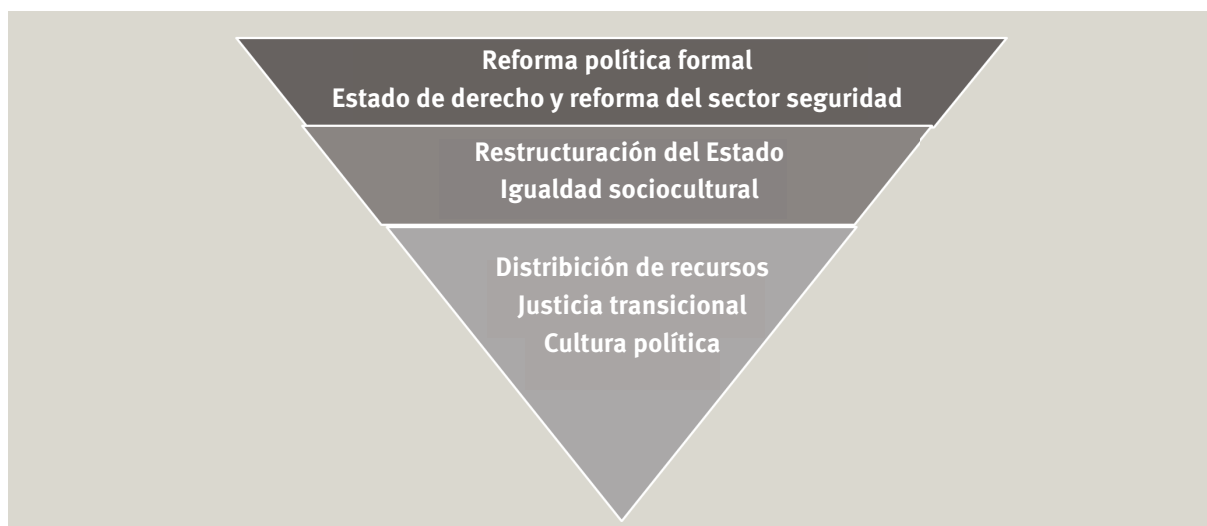 Reforma política formal
Estado de derecho y reforma del sector seguridad
Restructuración del Estado
Igualdad sociocultural
Distribición de recursos
Justicia transicional
Cultura política